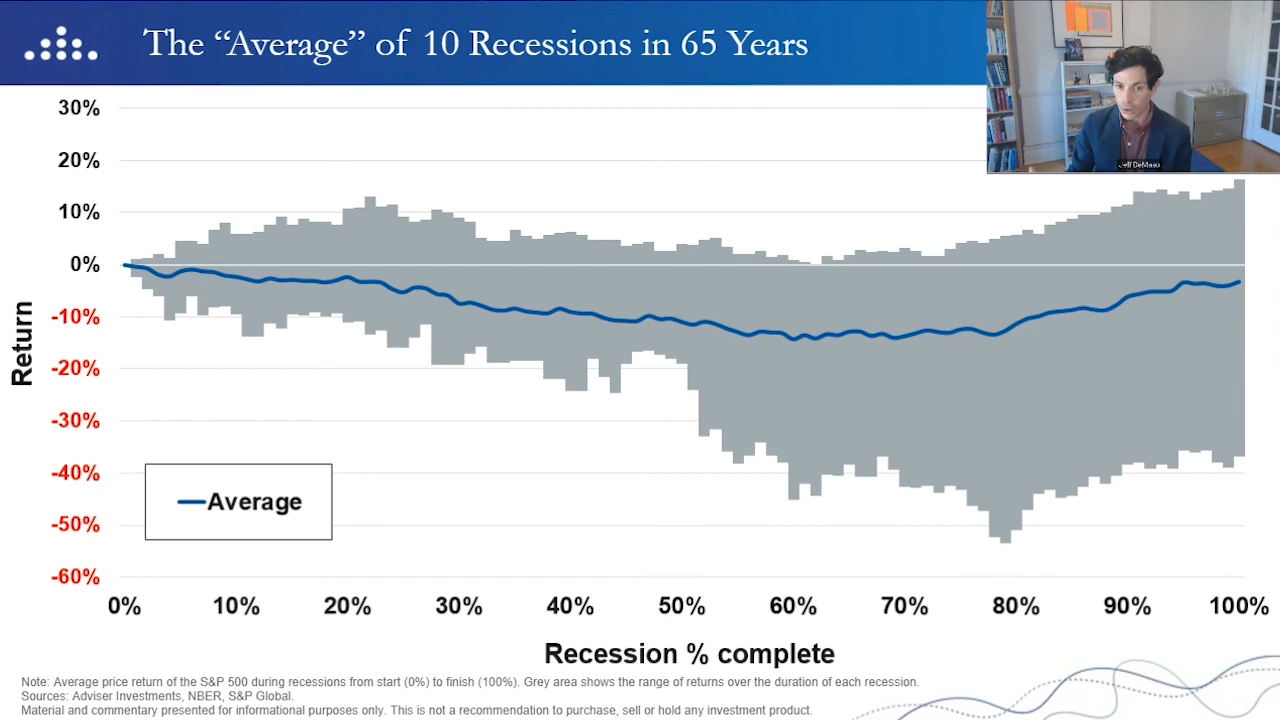 The “Average” of 10 Recessions in 65 Years
Jeff DeMaso
30%
20%
10%
0%
-10%
-20%
-30%
-40%
-50%
-60%
Return
Average
0% 10% 20% 30% 40% 50% 60% 70% 80% 90% 100%
Recession % complete
Note: Average price return of the S&P 500 during recessions from start (0%) to finish (100%). Grey area shows the range of returns over the duration of each recession.
Sources: Adviser Investments, NBER, S&P Global.
Material and commentary presented for informational purposes only. This is not a recommendation to purchase, sell or hold any investment product.